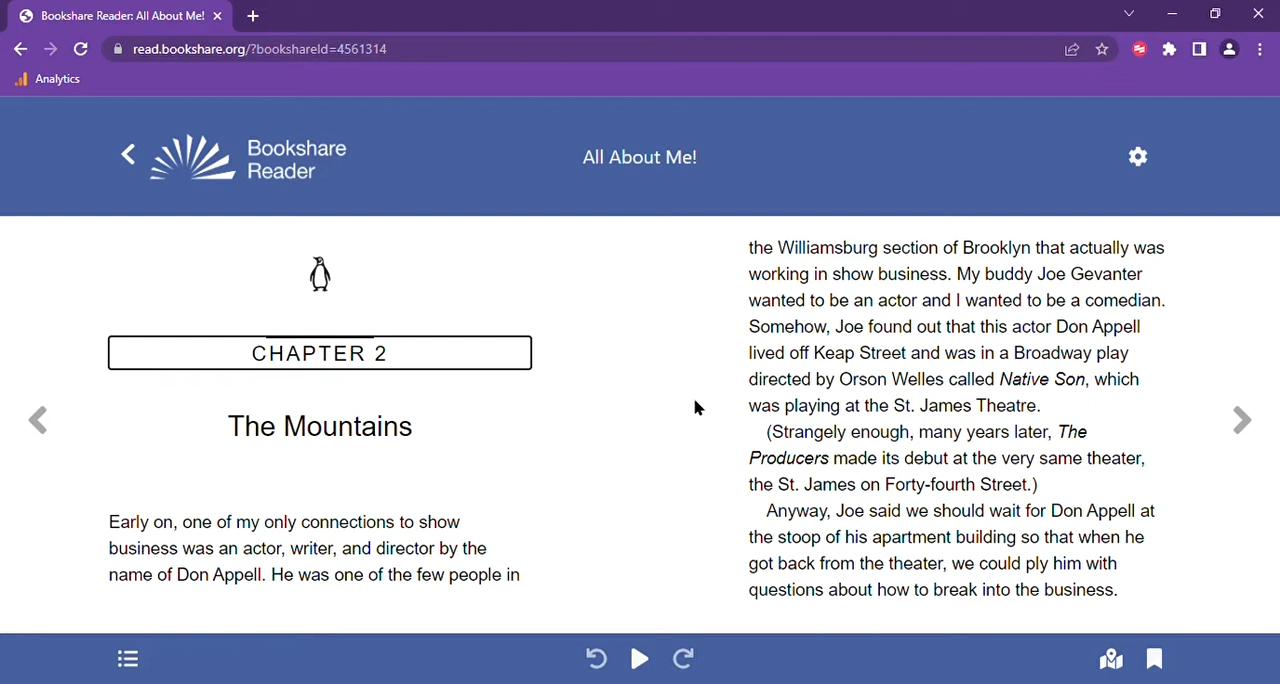 Bookshare Reader: All About Me!
read.bookshare.org/?bookshareId=4561314
Analytics
Bookshare
Reader
All About Me!
CHAPTER 2
The Mountains
Early on, one of my only connections to show
business was an actor, writer, and director by the
name of Don Appell. He was one of the few people in
the Williamsburg section of Brooklyn that actually was
working in show business. My buddy Joe Gevanter
wanted to be an actor and I wanted to be a comedian.
Somehow, Joe found out that this actor Don Appell
lived off Keap Street and was in a Broadway play
directed by Orson Welles called Native Son, which
was playing at the St. James Theatre.
(Strangely enough, many years later, The
Producers made its debut at the very same theater,
the St. James on Forty-fourth Street.)
Anyway, Joe said we should wait for Don Appell at
the stoop of his apartment building so that when he
got back from the theater, we could ply him with
questions about how to break into the business.